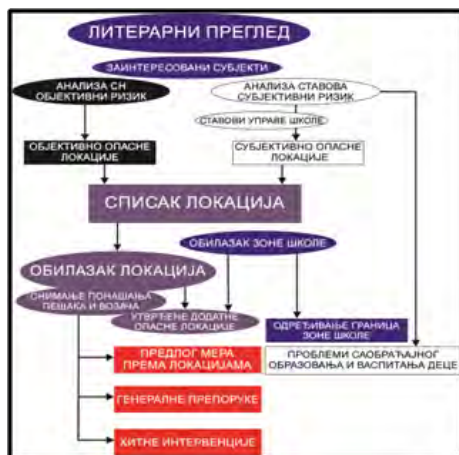 ЛИТЕРАРНИ ПРЕГЛЕД
ЗАИНТЕРЕСОВАНИ СУБЈЕКТИ
АНАЛИЗА СН
ОБЈЕКТИВНИ РИЗИК
АНАЛИЗА СТАВОВА
СУБЈЕКТИВНИ РИЗИК
СТАВОВИ УПРАВЕ ШКОЛЕ
ОБЈЕКТИВНО ОПАСНЕ
ЛОКАЦИЈЕ
СУБЈЕКТИВНО ОПАСНЕ
ЛОКАЦИЈЕ
СПИСАК ЛОКАЦИЈА
ОБИЛАЗАК ЗОНЕ ШКОЛЕ
ОБИЛАЗАК ЛОКАЦИЈА
СНИМАЊЕ ПОНАШАЊА
ПЕШАКА И ВОЗАЧА
УТВРЂЕНЕ ДОДАТНЕ
ОПАСНЕ ЛОКАЦИЈЕ
ОДРЕЂИВАЊЕ ГРАНИЦА
ЗОНЕ ШКОЛЕ
ПРЕДЛОГ МЕРА
ПРЕМА ЛОКАЦИЈАМА
ПРОБЛЕМИ САОБРАЋАЈНОГ
ОБРАЗОВАЊА И ВАСПИТАЊА ДЕЦЕ
ГЕНЕРАЛНЕ ПРЕПОРУКЕ
ХИТНЕ ИНТЕРВЕНЦИЈЕ